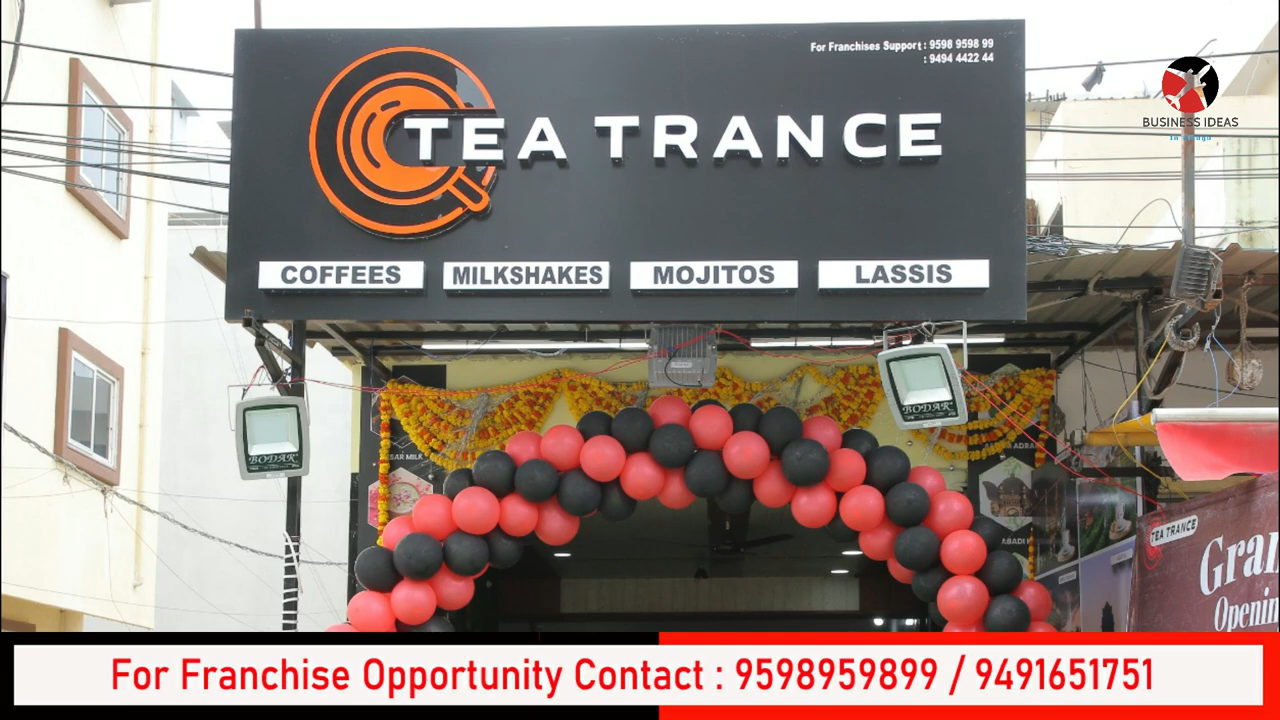 For Franchises Support : 9598 9598 99
: 9494 4422 44
TEA TRANCE
COFFEES
MILKSHAKES
MOJITOS
LASSIS
BUSINESS IDEAS
BODAR
BODAR
TEA TRANCE
Gran
Openin
For Franchise Opportunity Contact : 9598959899 / 9491651751